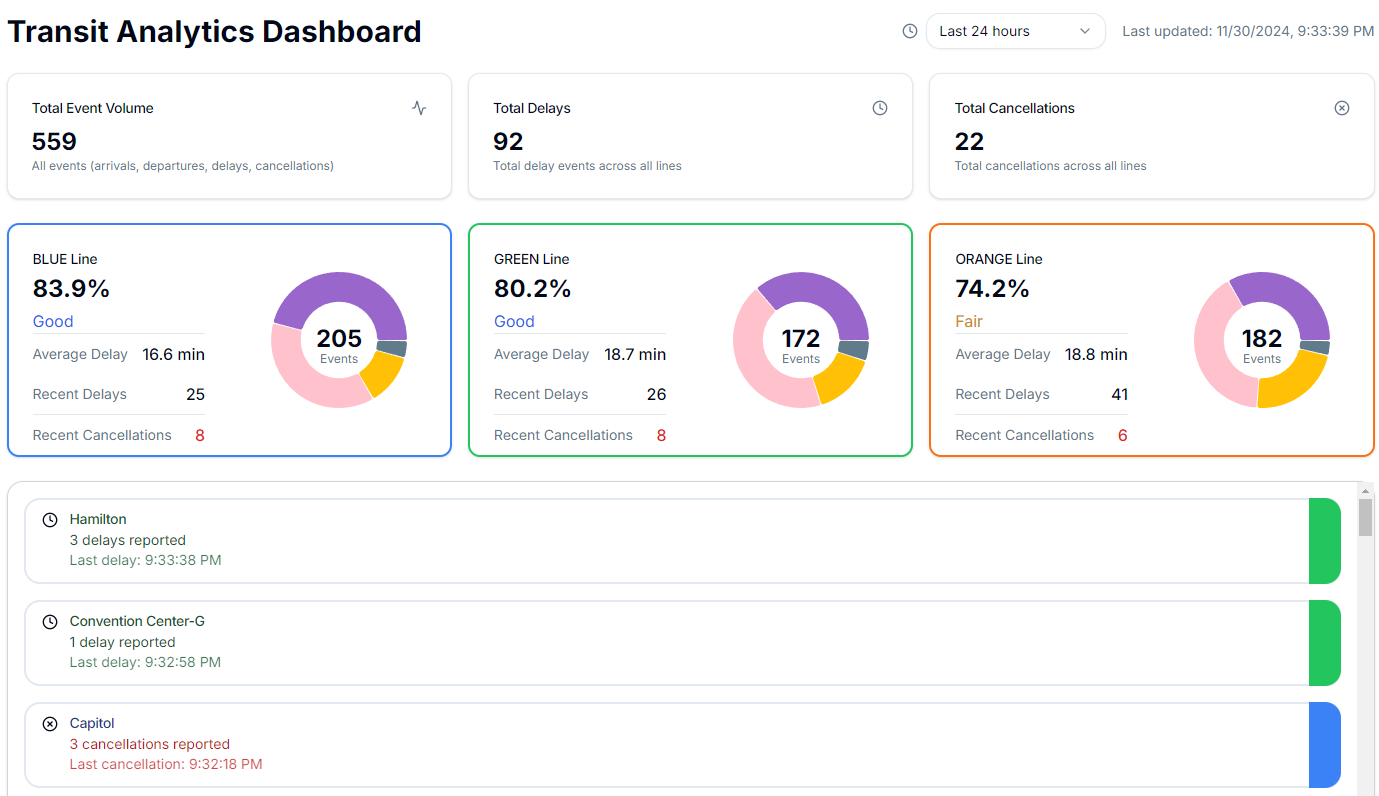 Transit Analytics Dashboard
Last 24 hours
Last updated: 11/30/2024, 9:33:39 PM
Total Event Volume
559
All events (arrivals, departures, delays, cancellations)
Total Delays
92
Total delay events across all lines
Total Cancellations
22
Total cancellations across all lines
BLUE Line
83.9%
Good
Average Delay 16.6 min
Recent Delays 25
Recent Cancellations 8
205
Events
GREEN Line
80.2%
Good
Average Delay 18.7 min
Recent Delays 26
Recent Cancellations 8
172
Events
ORANGE Line
74.2%
Fair
Average Delay 18.8 min
Recent Delays 41
Recent Cancellations 6
182
Events
Hamilton
3 delays reported
Last delay: 9:33:38 PM
Convention Center-G
1 delay reported
Last delay: 9:32:58 PM
Capitol
3 cancellations reported
Last cancellation: 9:32:18 PM